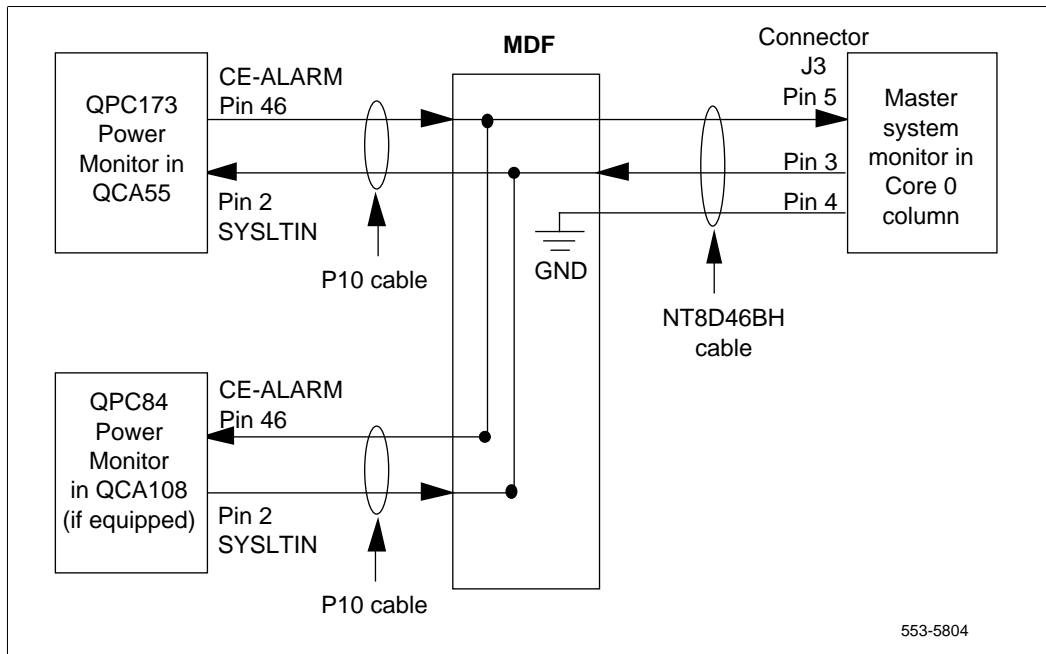 MDF
Connector
J3
QPC173
Power
Monitor in
QCA55
CE-ALARM
Pin 46
Pin 2
SYSLTIN
P10 cable
Pin 5
Pin 3
Pin 4
Master
system
monitor in
Core 0
column
GND
NT8D46BH
cable
QPC84
Power
Monitor
in QCA108
(if equipped)
CE-ALARM
Pin 46
Pin 2
SYSLTIN
P10 cable
553-5804